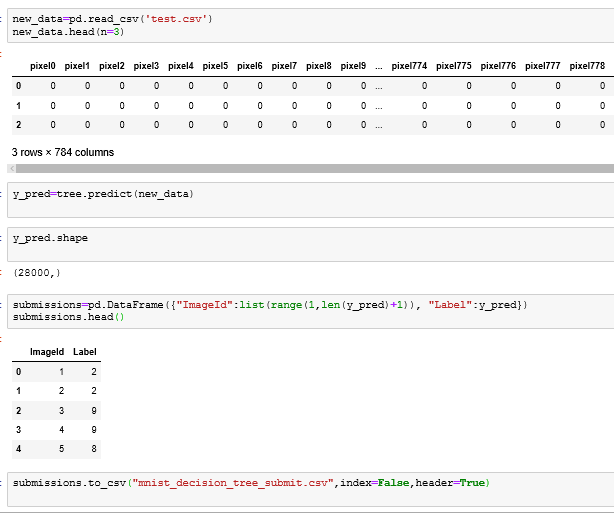 new_data=pd.read_csv('test.csv')
new_data.head(n=3)
pixel0 pixel1 pixel2 pixel3 pixel4 pixel5 pixel6 pixel7 pixel8 pixel9 ... pixel774 pixel775 pixel776 pixel777 pixel778
0 0 0 0 0 0 0 0 0 0 0 ... 0 0 0 0 0
1 0 0 0 0 0 0 0 0 0 0 ... 0 0 0 0 0
2 0 0 0 0 0 0 0 0 0 0 ... 0 0 0 0 0
3 rows × 784 columns
y_pred=tree.predict(new_data)
y_pred.shape
(28000,)
submissions=pd.DataFrame({"ImageId":list(range(1,len(y_pred)+1)), "Label":y_pred})
submissions.head()
ImageId Label
0 1 2
1 2 2
2 3 9
3 4 9
4 5 8
submissions.to_csv("mnist_decision_tree_submit.csv",index=False,header=True)